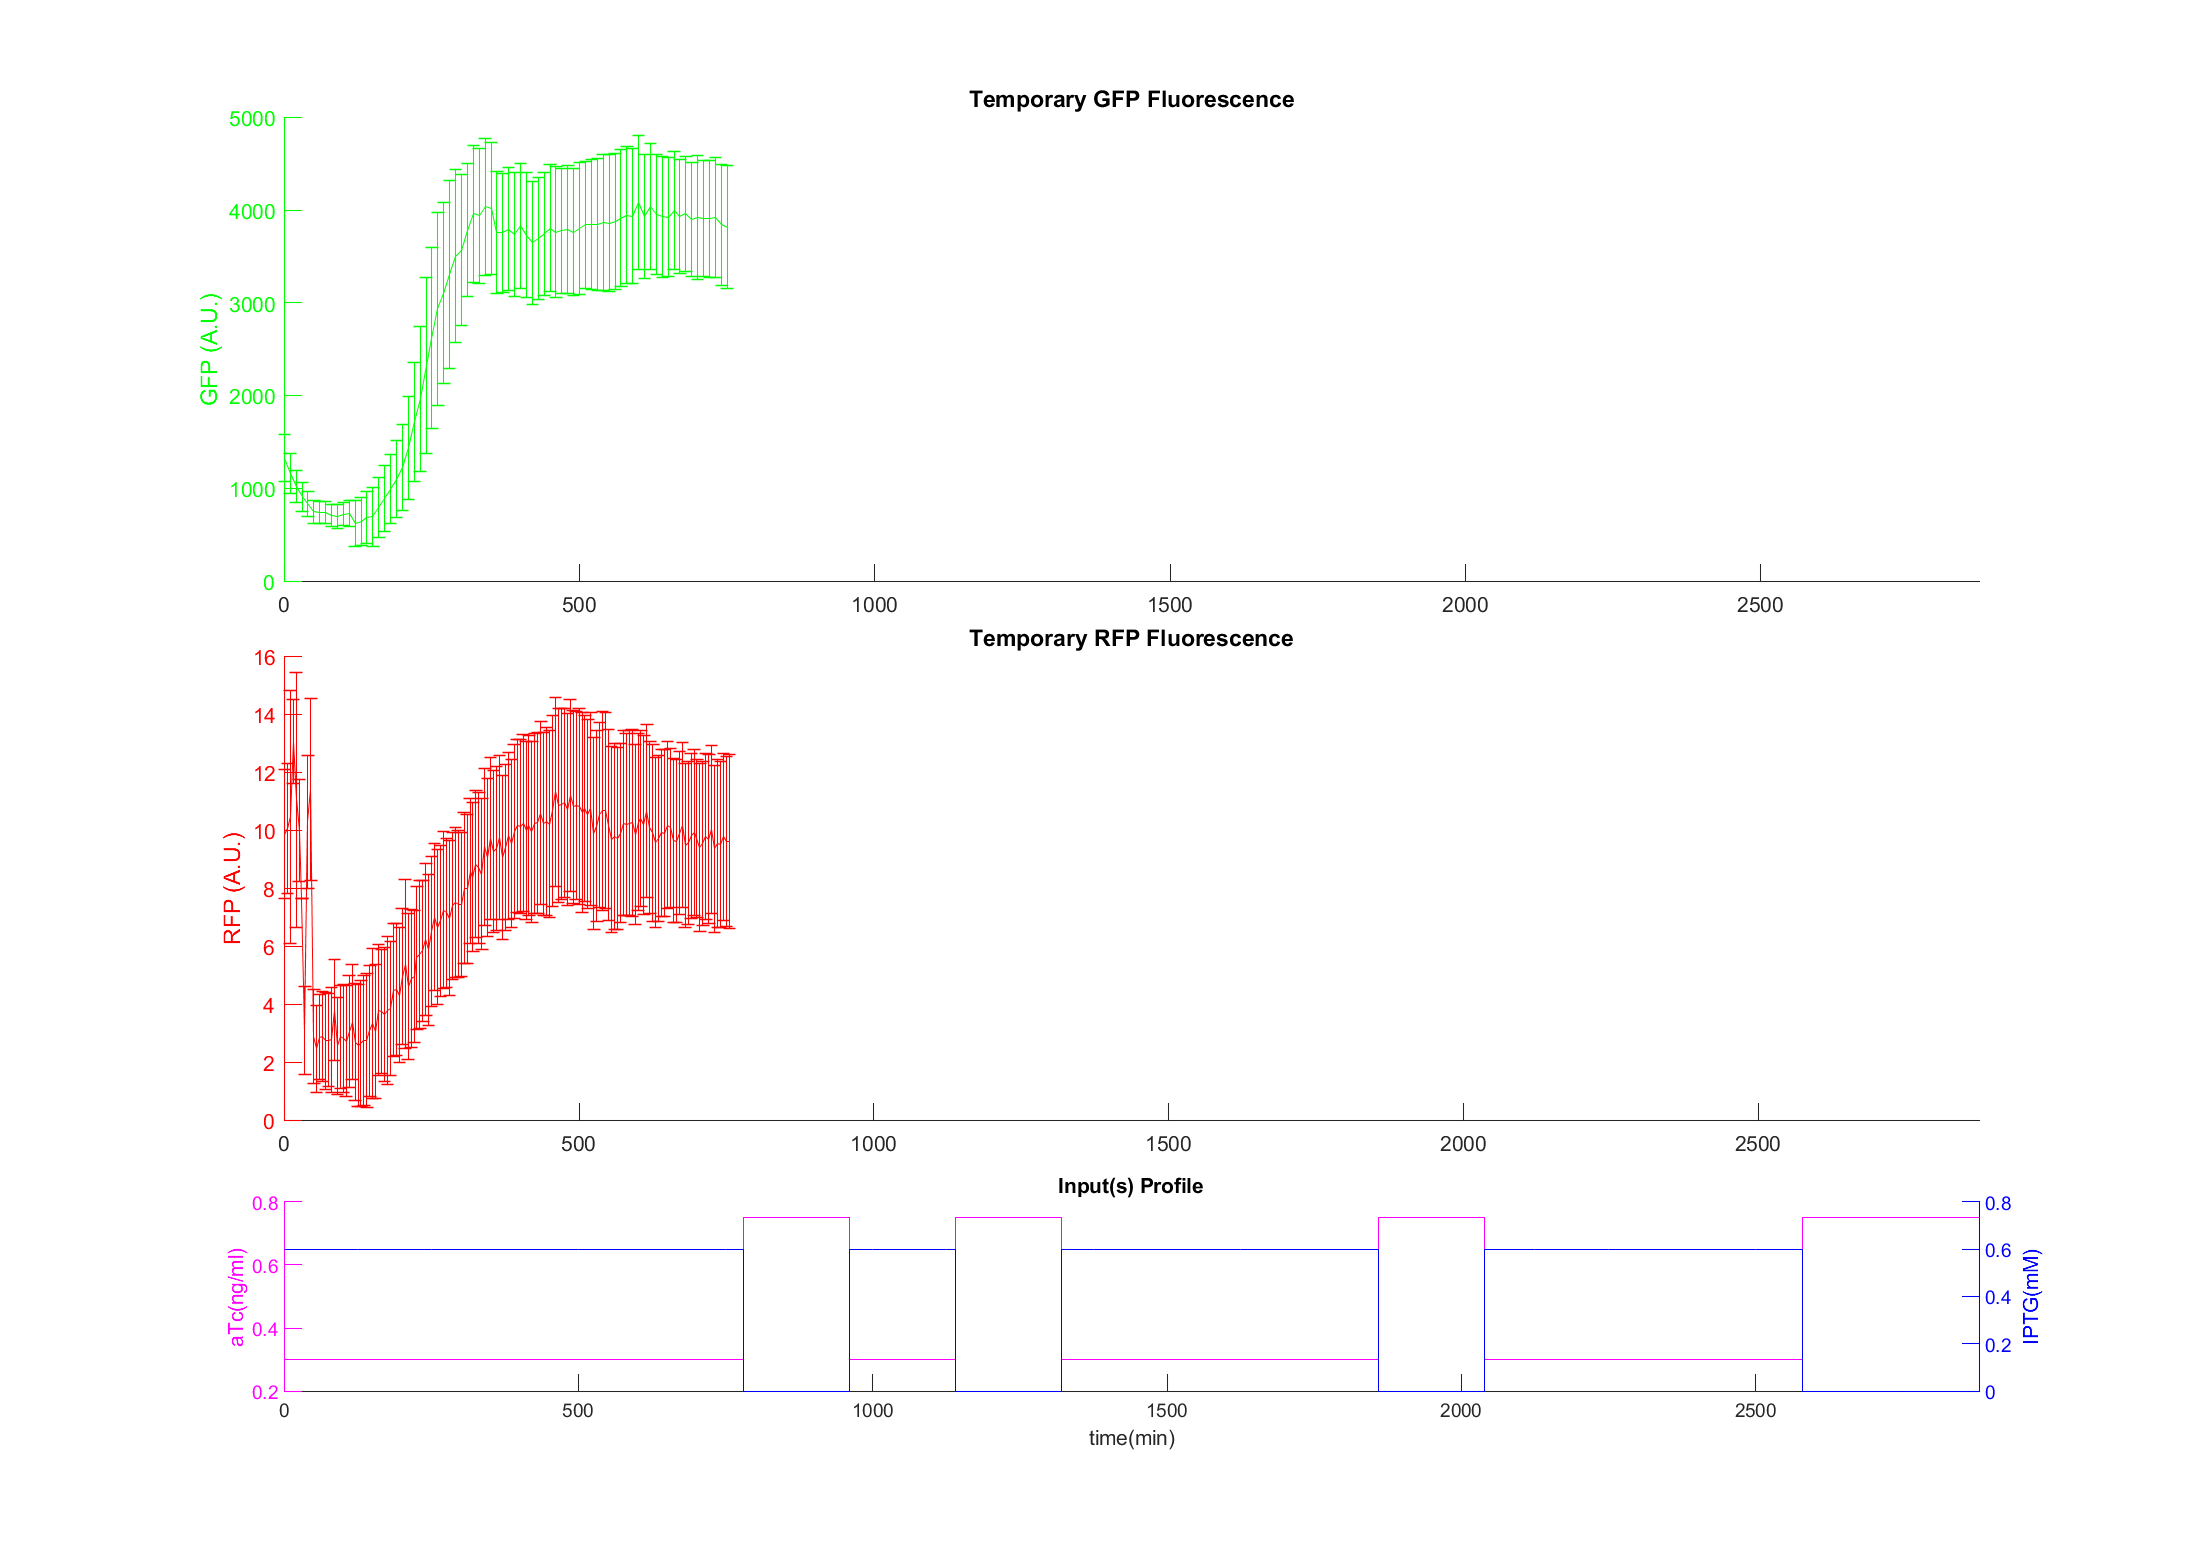 Temporary GFP Fluorescence
5000
4000
3000
2000
1000
0
GFP (A.U.)
0 500 1000 1500 2000 2500
Temporary RFP Fluorescence
16
14
12
10
8
6
4
2
0
RFP (A.U.)
0 500 1000 1500 2000 2500
Input(s) Profile
0.8
0.6
0.4
0.2
aTc(ng/ml)
0.8
0.6
0.4
0.2
0
IPTG(mM)
0 500 1000 1500 2000 2500
time(min)